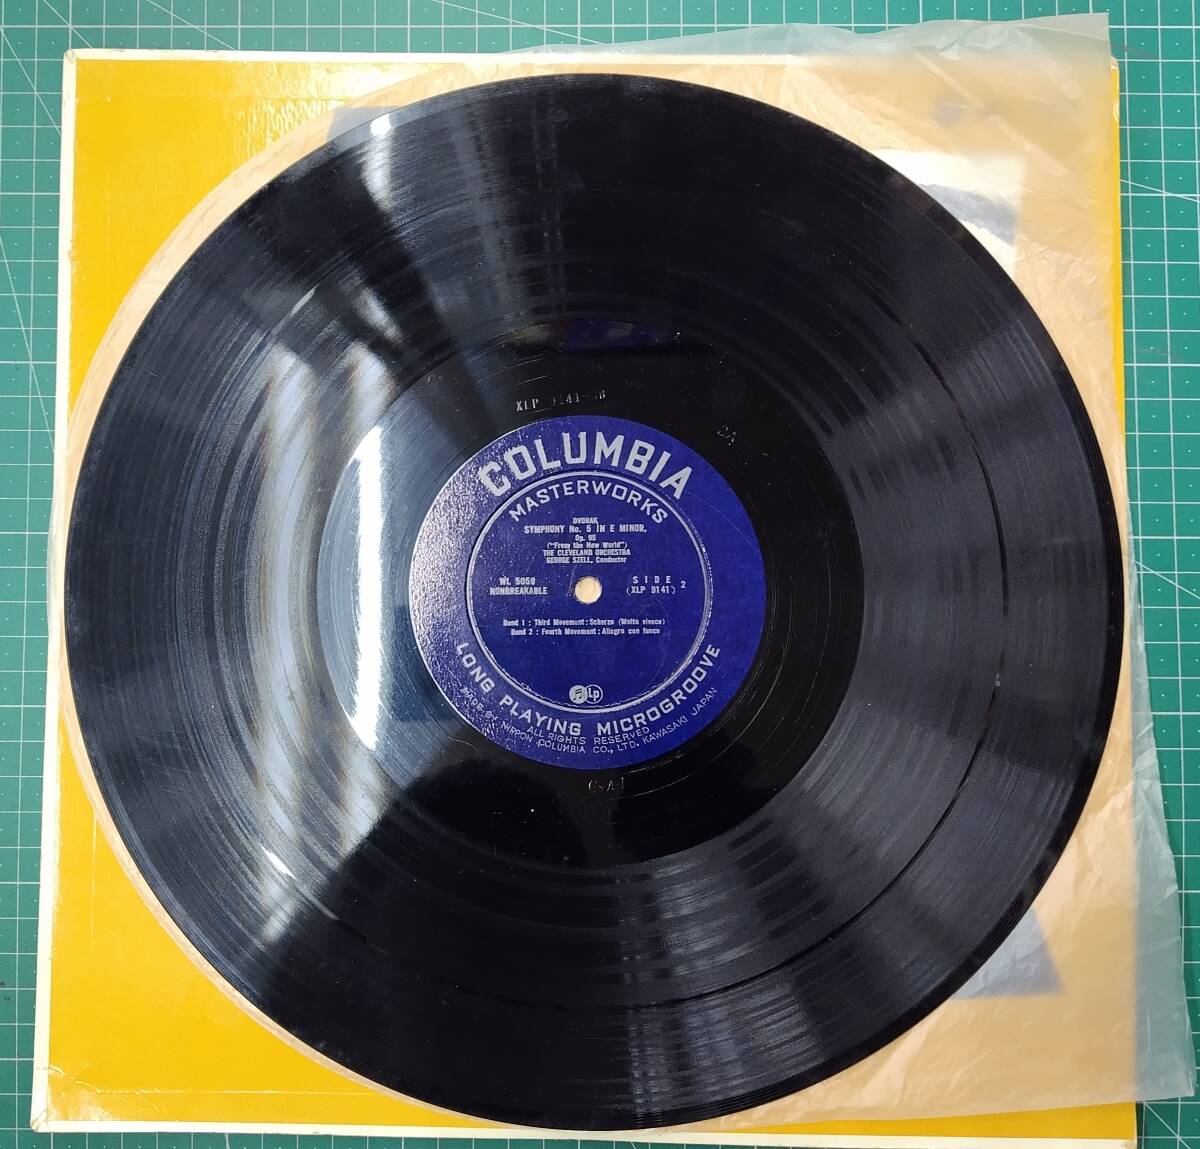 XLP 9141
2A
COLUMBIA
MASTERWORKS
DVORAK
SYMPHONY No. 5 IN E MINOR,
Op. 95
("From the New World")
THE CLEVELAND ORCHESTRA
GEORGE SZELL, Conductor
WL 5059
NONBREAKABLE
SIDE 2
(XLP 9141)
Band 1 : Third Movement : Scherzo (Molto vivace)
Band 2 : Fourth Movement : Allegro con fuoco
Lp
LONG PLAYING MICROGROOVE
ALL RIGHTS RESERVED.
MADE BY NIPPON COLUMBIA CO., LTD. KAWASAKI JAPAN